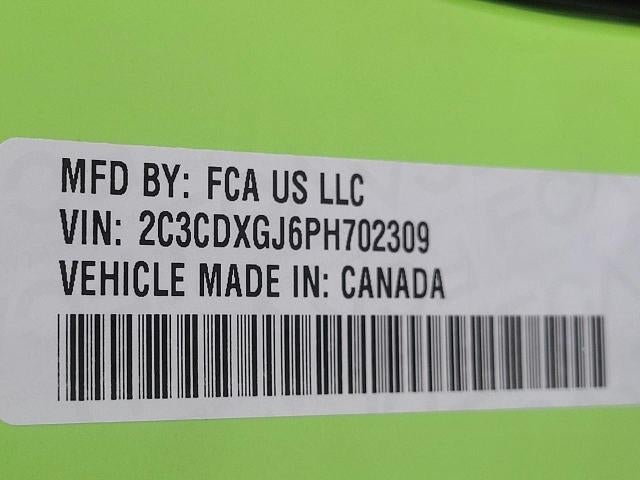 MFD BY: FCA US LLC
VIN: 2C3CDXGJ6PH702309
VEHICLE MADE IN: CANADA